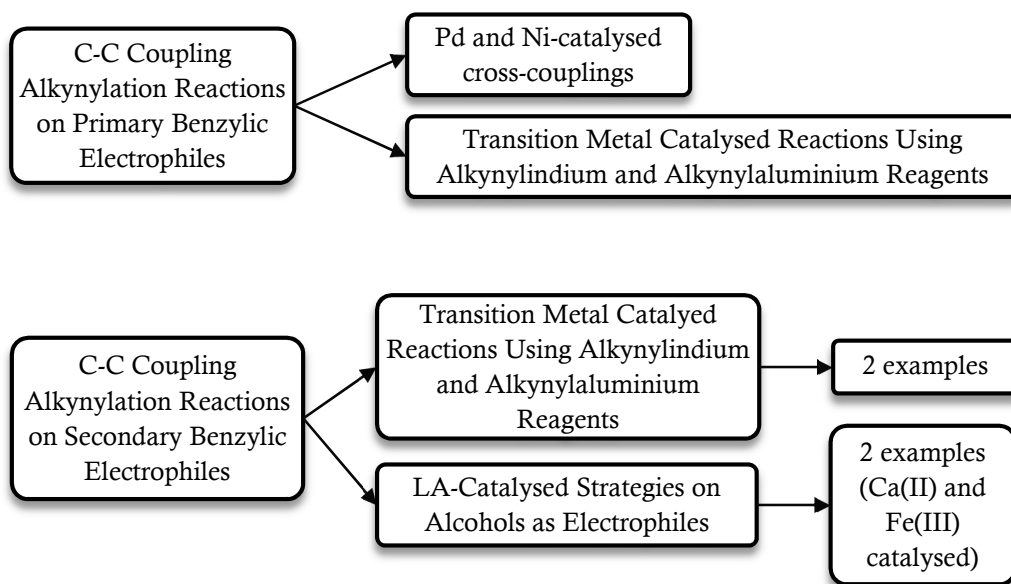 C-C Coupling
Alkynylation Reactions
on Primary Benzylic
Electrophiles
Pd and Ni-catalysed
cross-couplings
Transition Metal Catalysed Reactions Using
Alkynylindium and Alkynylaluminium Reagents
C-C Coupling
Alkynylation Reactions
on Secondary Benzylic
Electrophiles
Transition Metal Catalyed
Reactions Using Alkynylindium
and Alkynylaluminium
Reagents
2 examples
LA-Catalysed Strategies on
Alcohols as Electrophiles
2 examples
(Ca(II) and
Fe(III)
catalysed)